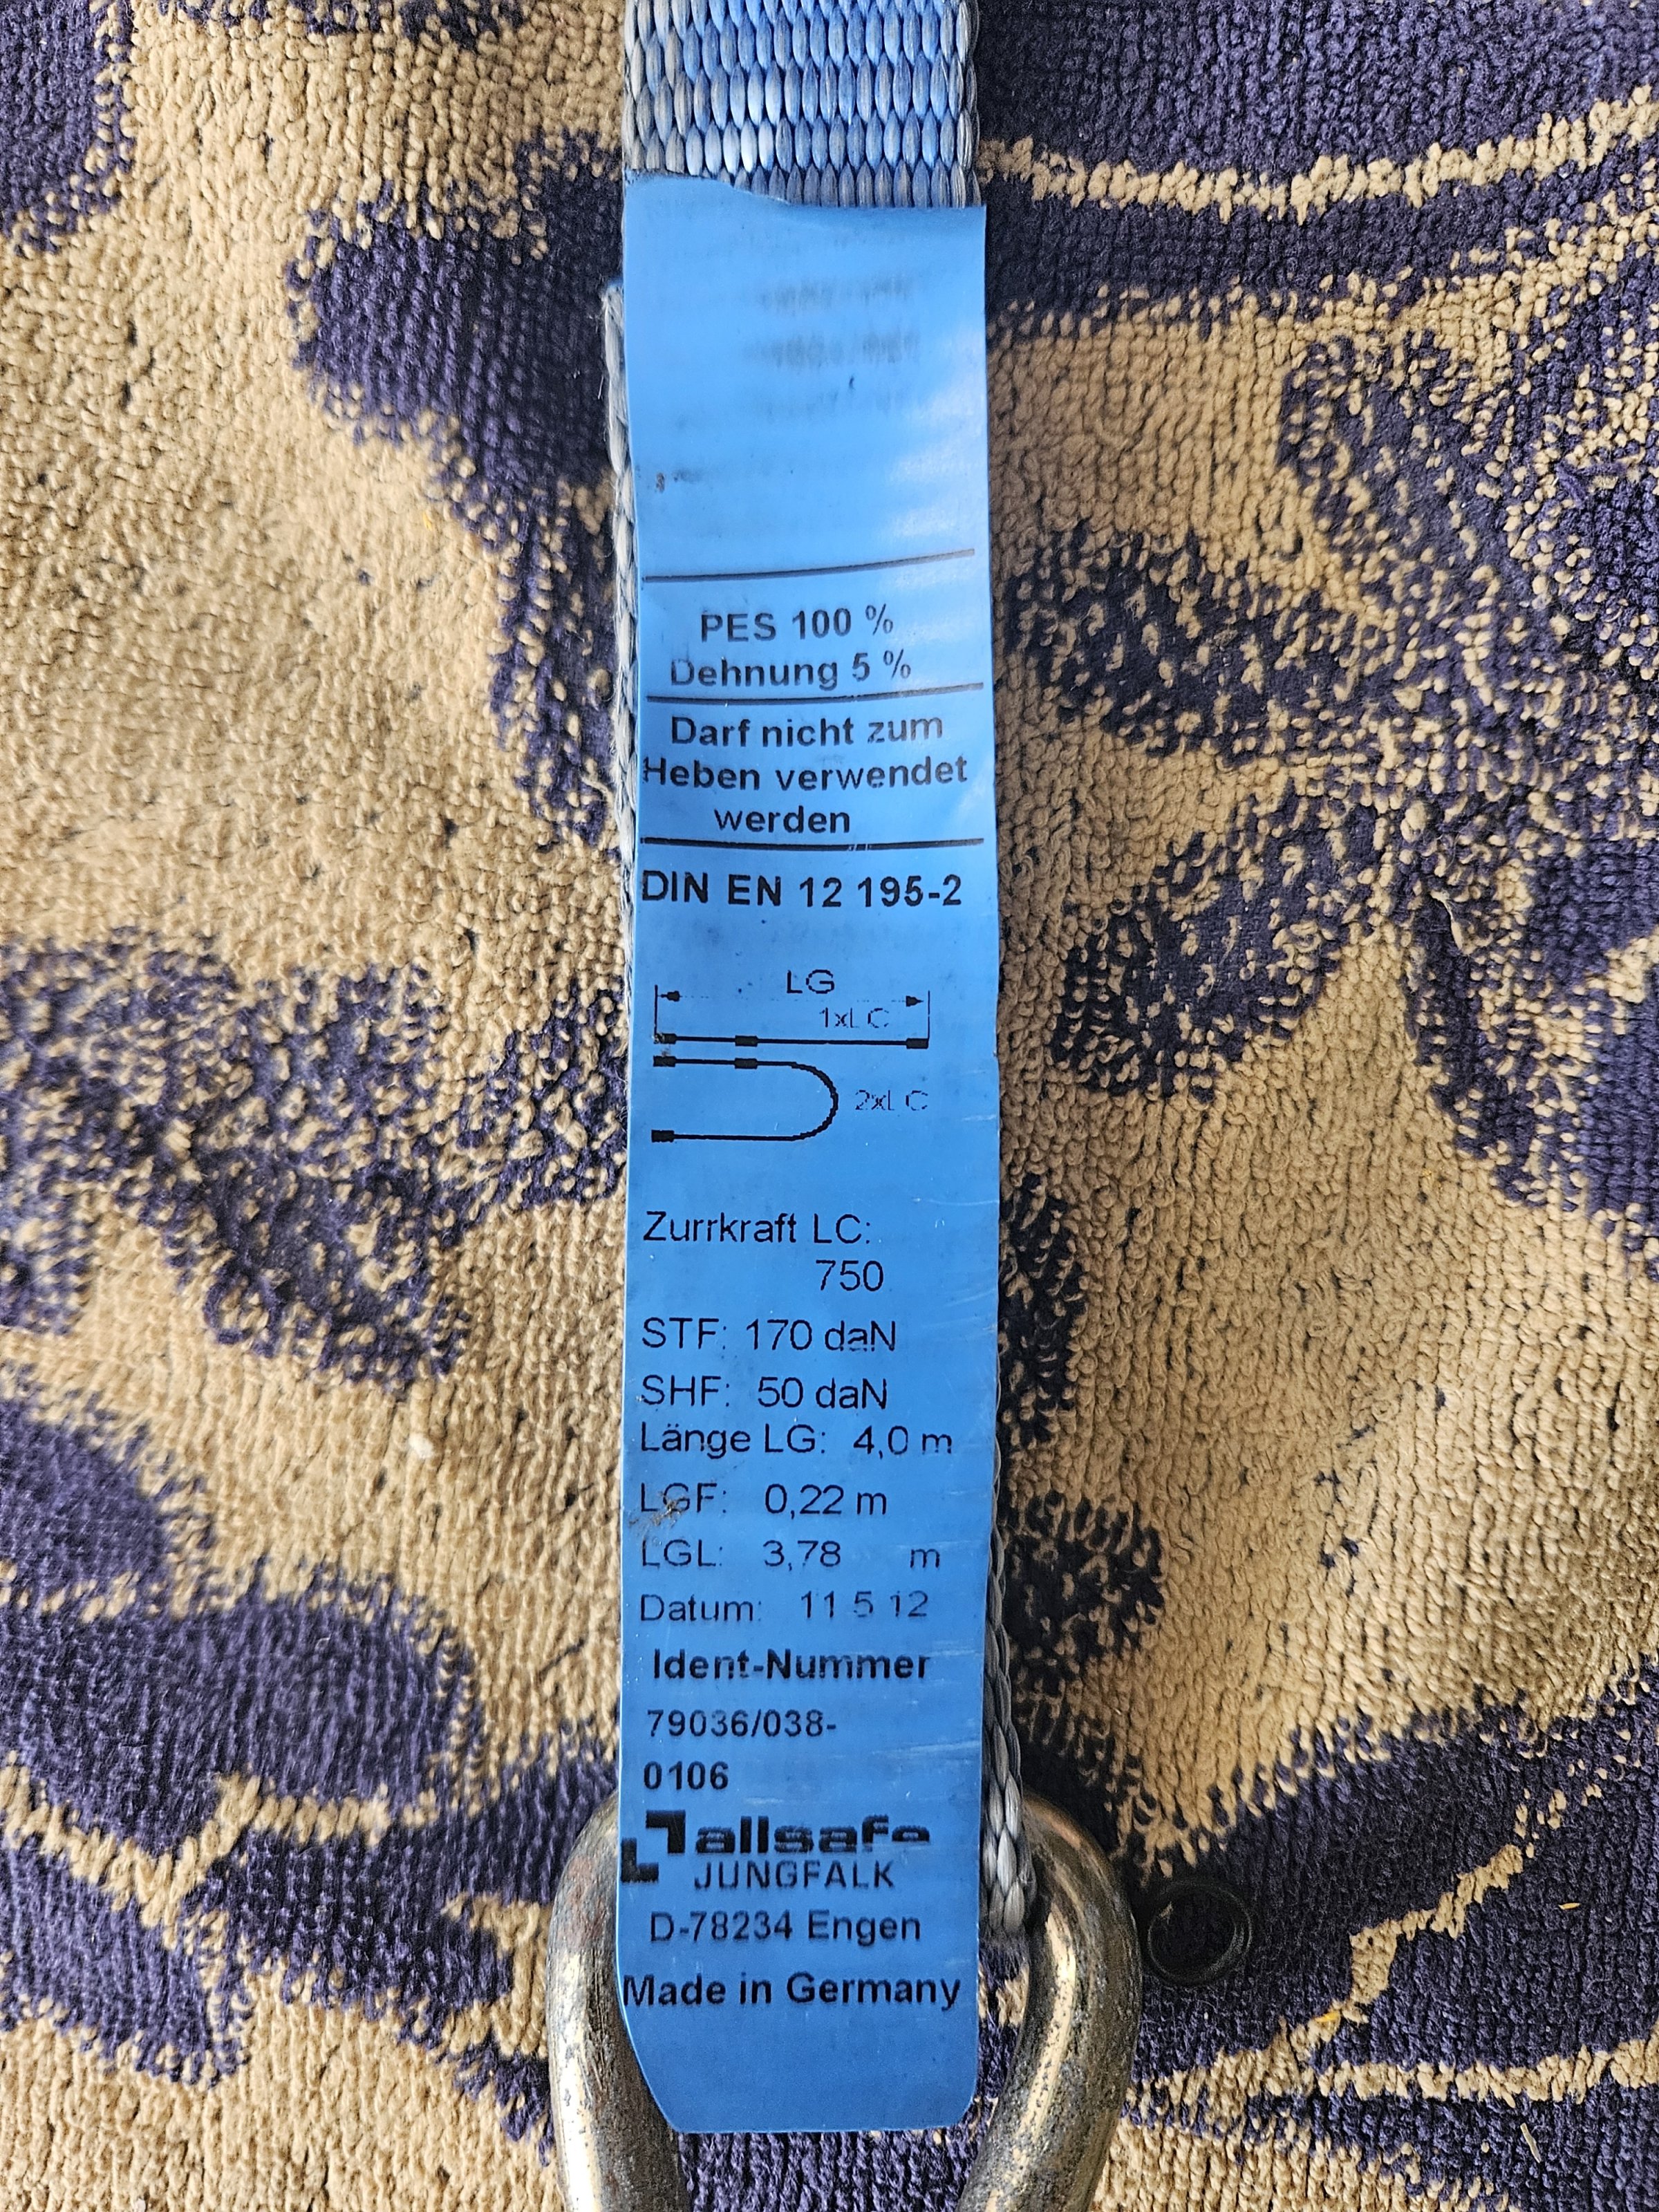 PES 100 %
Dehnung 5 %
Darf nicht zum
Heben verwendet
werden
DIN EN 12 195-2
LG
1xLC
2xLC
Zurrkraft LC:
750
STF: 170 daN
SHF: 50 daN
Länge LG: 4,0 m
LGF: 0,22 m
LGL: 3,78 m
Datum: 11 5 12
Ident-Nummer
79036/038-
0106
allsafe
JUNGFALK
D-78234 Engen
Made in Germany